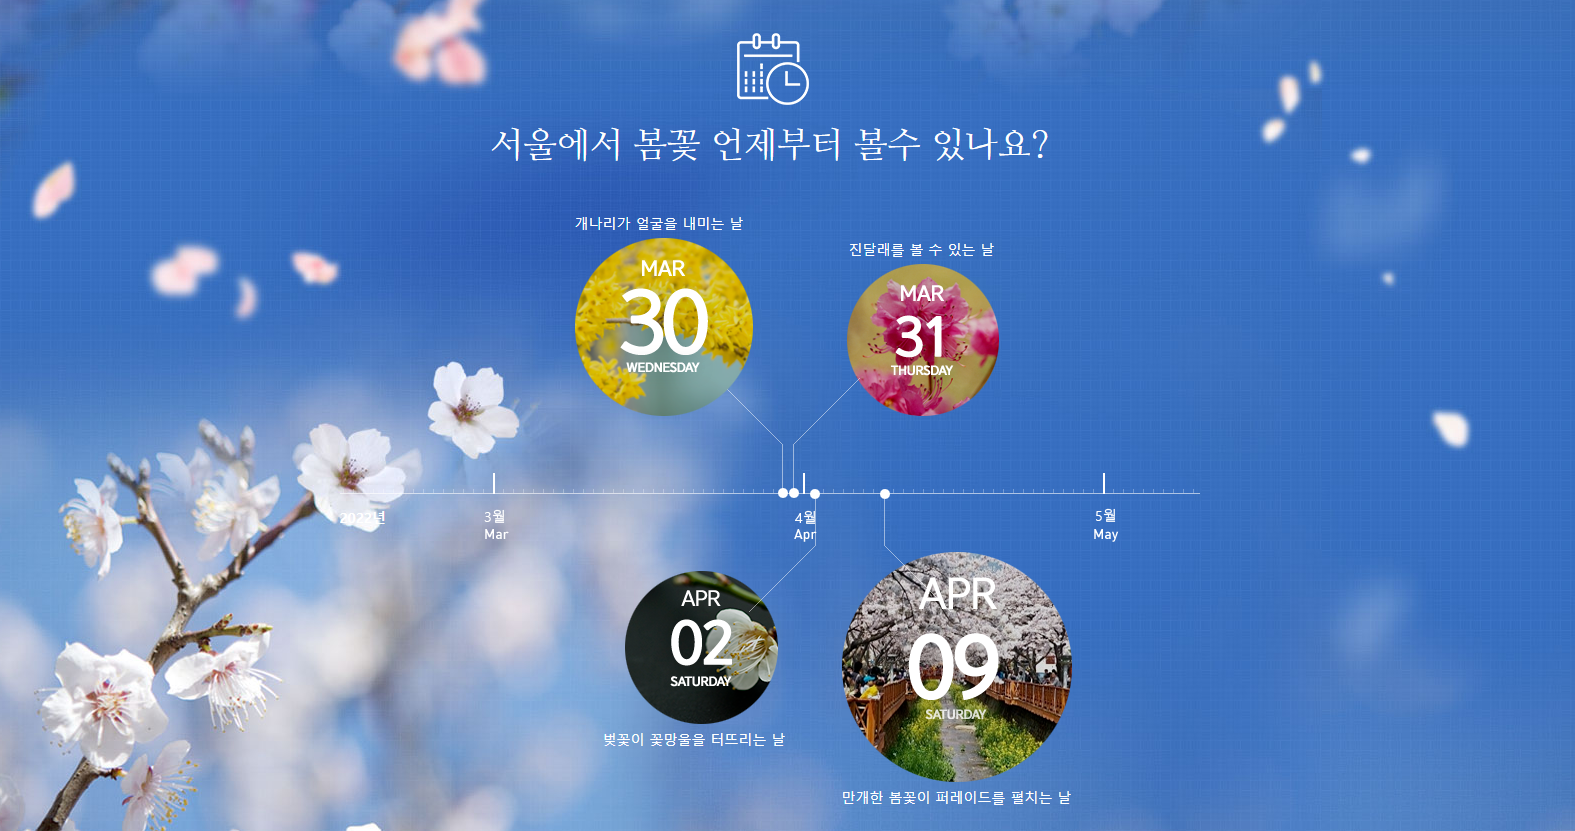 서울에서 봄꽃 언제부터 볼수 있나요?
개나리가 얼굴을 내미는 날
MAR
30
WEDNESDAY
진달래를 볼 수 있는 날
MAR
31
THURSDAY
2022년
3월
Mar
4월
Apr
5월
May
APR
02
SATURDAY
벚꽃이 꽃망울을 터뜨리는 날
APR
09
SATURDAY
만개한 봄꽃이 퍼레이드를 펼치는 날